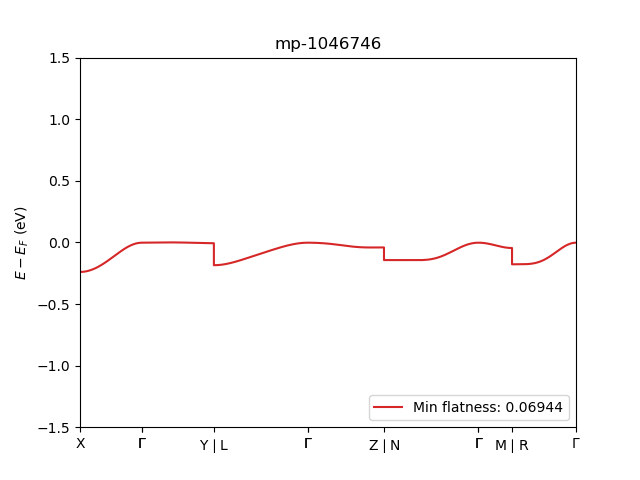 mp-1046746
1.5
1.0
0.5
0.0
−0.5
−1.0
−1.5
E − E_F (eV)
Min flatness: 0.06944
X Γ Y | L Γ Z | N Γ M | R Γ